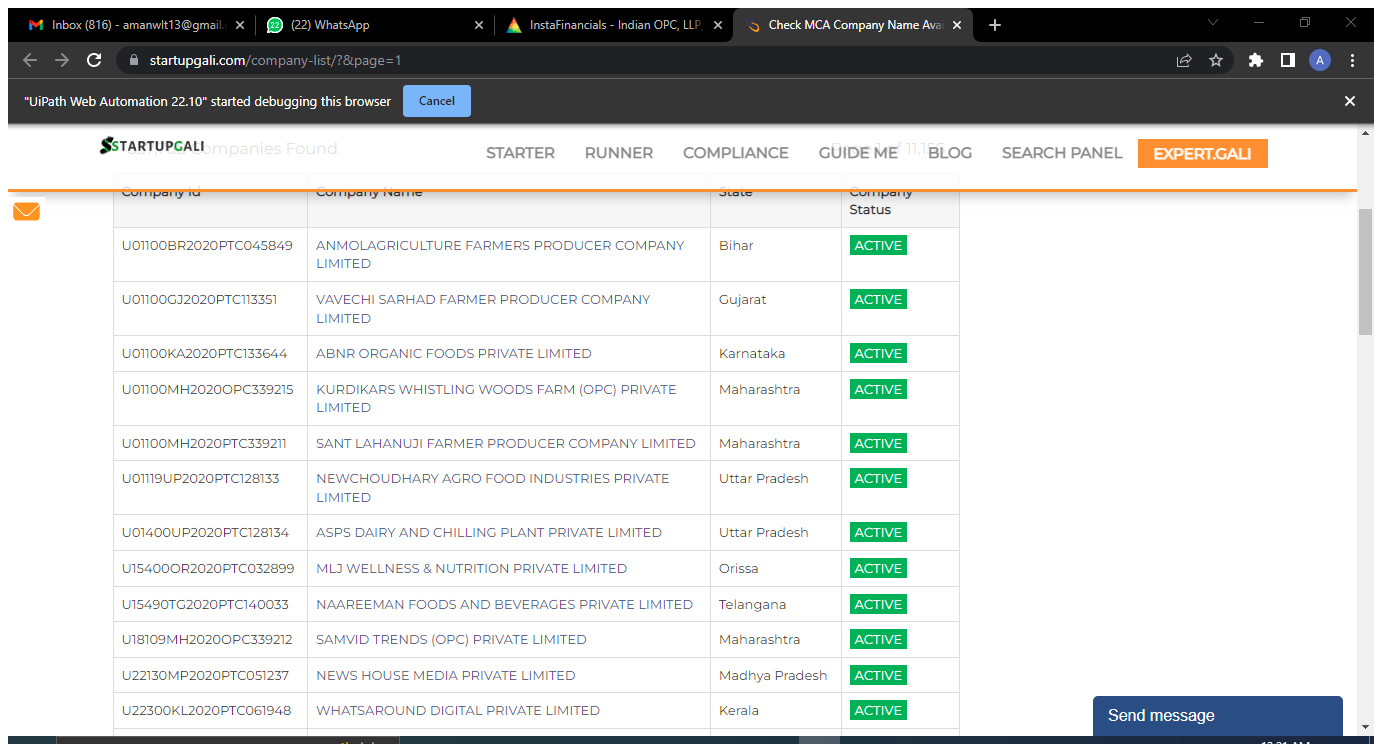 Inbox (816) - amanwlt13@gmail.
22
(22) WhatsApp
InstaFinancials - Indian OPC, LLP,
Check MCA Company Name Ava
startupgali.com/company-list/?&page=1
A
"UiPath Web Automation 22.10" started debugging this browser
Cancel
STARTUPGALI
ompanies Found
STARTER
RUNNER
COMPLIANCE
GUIDE ME
11,156
BLOG
SEARCH PANEL
EXPERT.GALI
Company Id
Company Name
State
Company
Status
U01100BR2020PTC045849
ANMOLAGRICULTURE FARMERS PRODUCER COMPANY
LIMITED
Bihar
ACTIVE
U01100GJ2020PTC113351
VAVECHI SARHAD FARMER PRODUCER COMPANY
LIMITED
Gujarat
ACTIVE
U01100KA2020PTC133644
ABNR ORGANIC FOODS PRIVATE LIMITED
Karnataka
ACTIVE
U01100MH2020OPC339215
KURDIKARS WHISTLING WOODS FARM (OPC) PRIVATE
LIMITED
Maharashtra
ACTIVE
U01100MH2020PTC339211
SANT LAHANUJI FARMER PRODUCER COMPANY LIMITED
Maharashtra
ACTIVE
U01119UP2020PTC128133
NEWCHOUDHARY AGRO FOOD INDUSTRIES PRIVATE
LIMITED
Uttar Pradesh
ACTIVE
U01400UP2020PTC128134
ASPS DAIRY AND CHILLING PLANT PRIVATE LIMITED
Uttar Pradesh
ACTIVE
U15400OR2020PTC032899
MLJ WELLNESS & NUTRITION PRIVATE LIMITED
Orissa
ACTIVE
U15490TG2020PTC140033
NAAREEMAN FOODS AND BEVERAGES PRIVATE LIMITED
Telangana
ACTIVE
U18109MH2020OPC339212
SAMVID TRENDS (OPC) PRIVATE LIMITED
Maharashtra
ACTIVE
U22130MP2020PTC051237
NEWS HOUSE MEDIA PRIVATE LIMITED
Madhya Pradesh
ACTIVE
U22300KL2020PTC061948
WHATSAROUND DIGITAL PRIVATE LIMITED
Kerala
ACTIVE
Send message